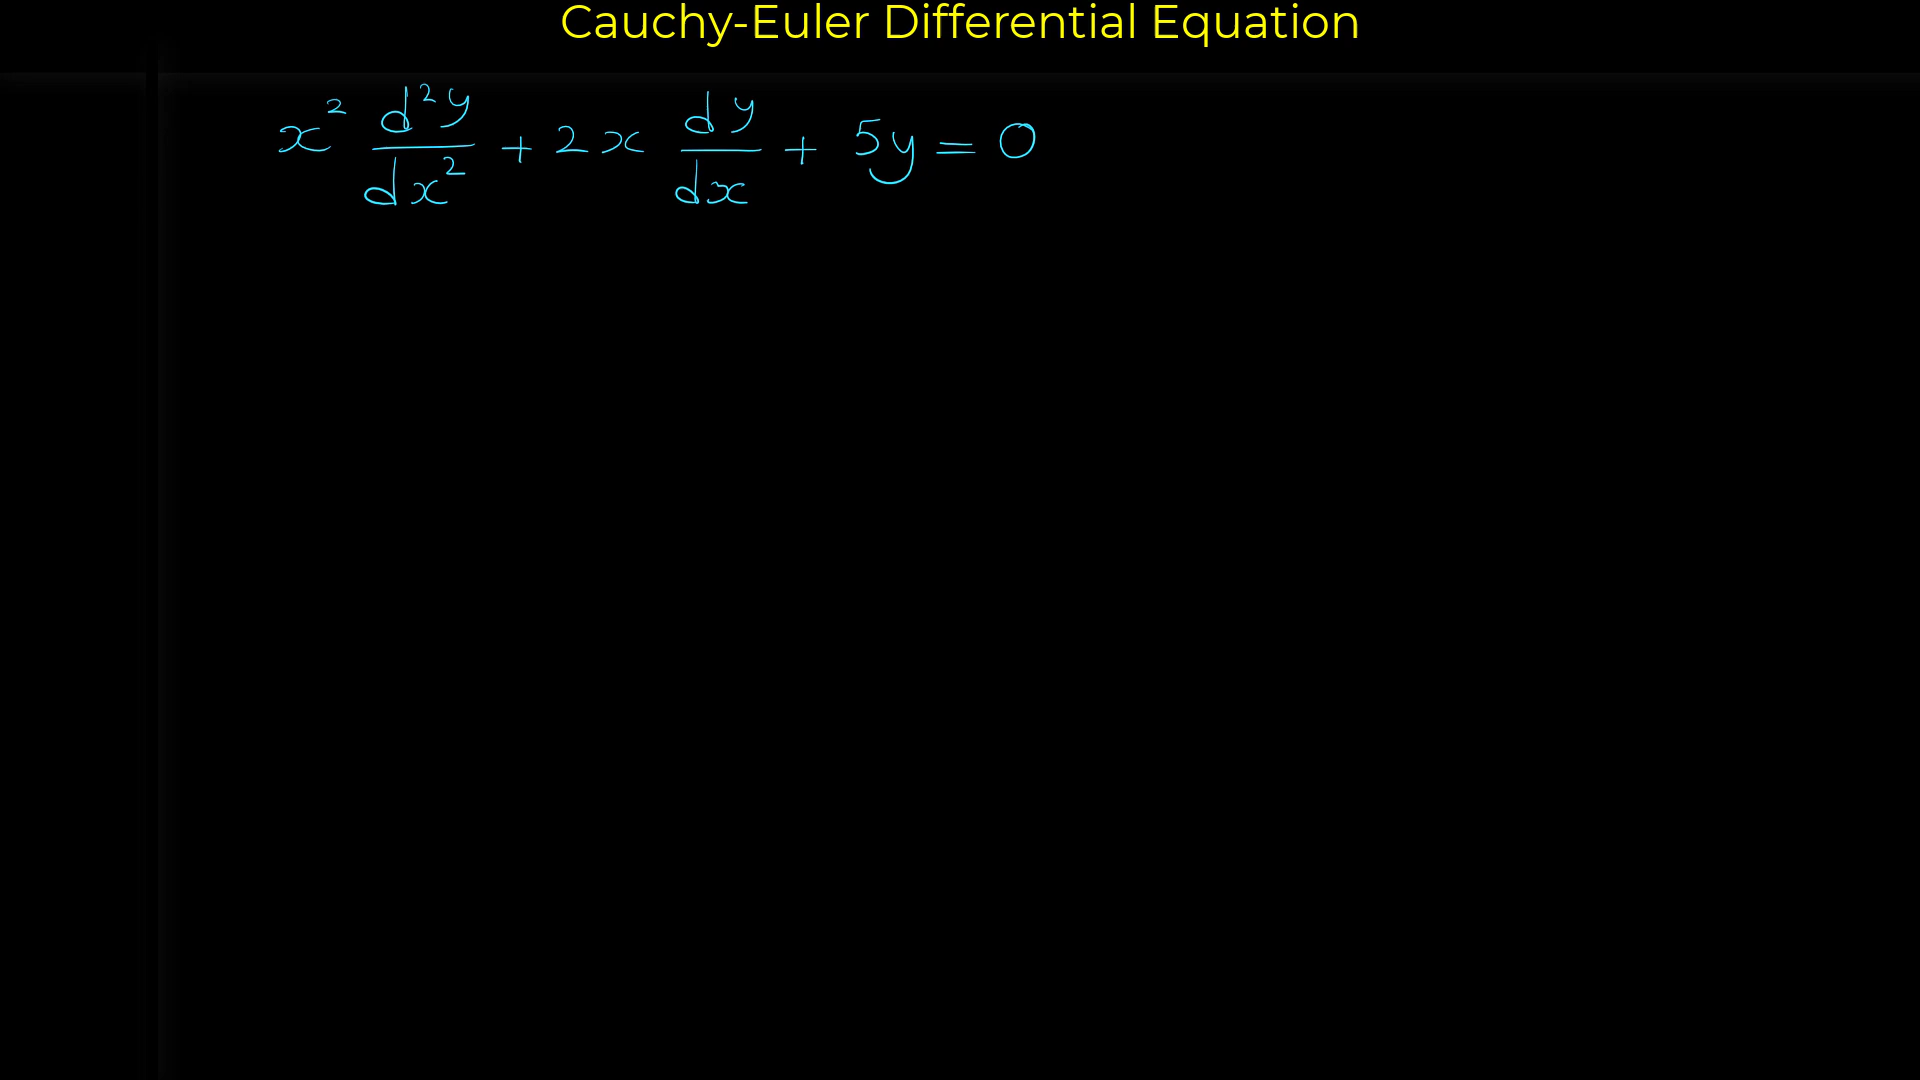 Cauchy-Euler Differential Equation
x² d²y/dx² + 2x dy/dx + 5y = 0